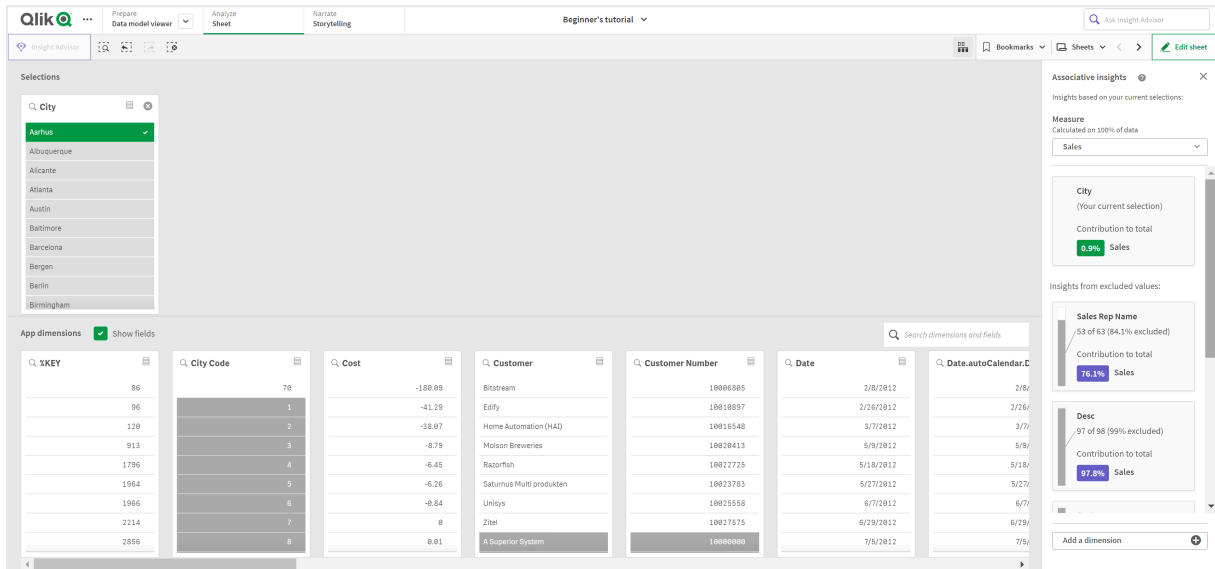 Qlik
Prepare
Data model viewer
Analyze
Sheet
Narrate
Storytelling
Beginner's tutorial
Ask Insight Advisor
Insight Advisor
Bookmarks
Sheets
Edit sheet
Selections
City
Aarhus
Albuquerque
Alicante
Atlanta
Austin
Baltimore
Barcelona
Bergen
Berlin
Birmingham
Associative insights
Insights based on your current selections:
Measure
Calculated on 100% of data
Sales
City
(Your current selection)
Contribution to total
0.9% Sales
Insights from excluded values:
Sales Rep Name
53 of 63 (84.1% excluded)
Contribution to total
76.1% Sales
Desc
97 of 98 (99% excluded)
Contribution to total
97.8% Sales
Add a dimension
App dimensions
Show fields
Search dimensions and fields
%KEY
86
96
120
913
1796
1964
1966
2214
2856
City Code
70
1
2
3
4
5
6
7
8
Cost
-180.09
-41.29
-38.07
-8.79
-6.45
-6.26
-0.84
0
0.01
Customer
Bitstream
Edify
Home Automation (HAI)
Molson Breweries
Razorfish
Saturnus Multi produkten
Unisys
Zitel
A Superior System
Customer Number
10006805
10010897
10016548
10020413
10022725
10023783
10025558
10027575
10000000
Date
2/8/2012
2/26/2012
3/7/2012
5/9/2012
5/18/2012
5/27/2012
6/7/2012
6/29/2012
7/5/2012
Date.autoCalendar.D
2/8/
2/26/
3/7/
5/9/
5/18/
5/27/
6/7/
6/29/
7/5/